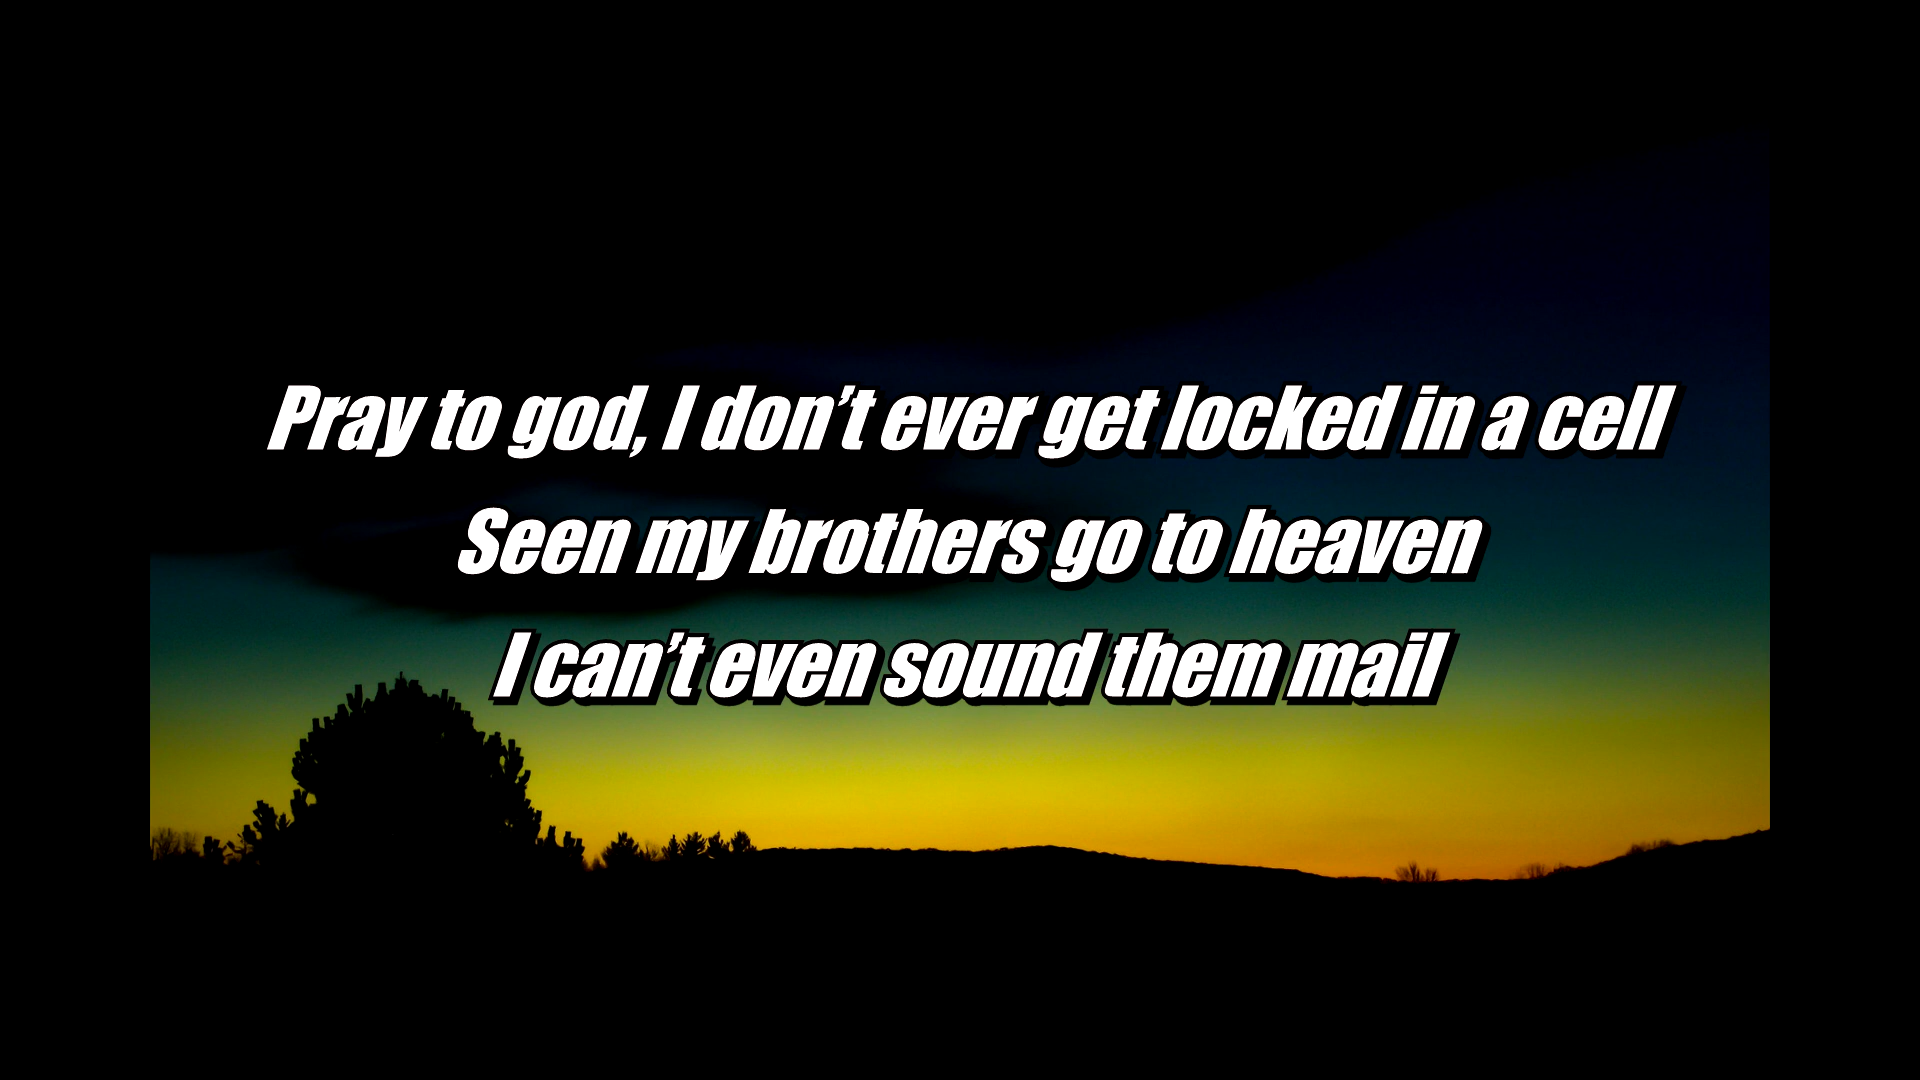 Pray to god, I don’t ever get locked in a cell
Seen my brothers go to heaven
I can’t even sound them mail